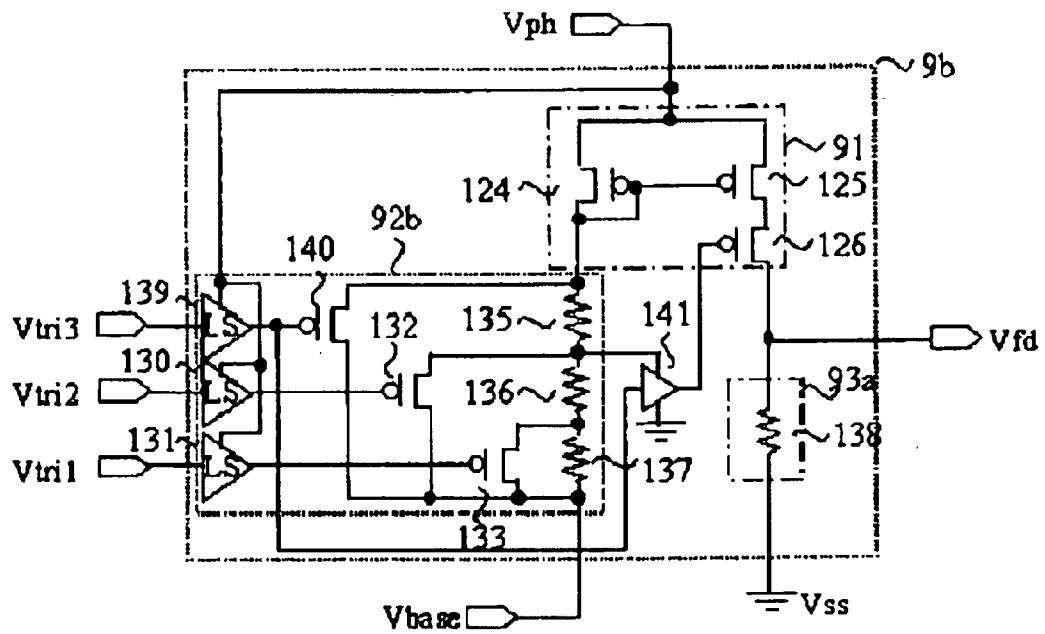 Vph
9b
91
124
125
92b
126
140
139
LS
135
141
Vtri3
132
Vfd
130
93a
Vtri2
LS
136
131
138
Vtri1
LS
137
133
Vss
Vbase